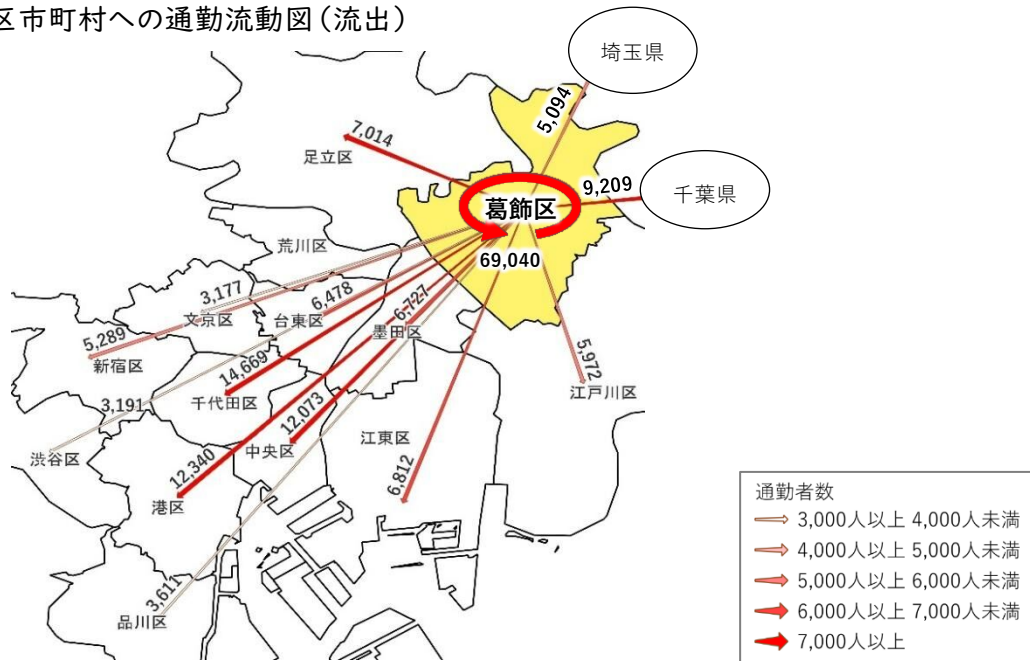 区市町村への通勤流動図（流出）
埼玉県
5,094
7,014
足立区
9,209
千葉県
葛飾区
69,040
荒川区
3,177
文京区
6,478
台東区
6,727
墨田区
5,289
新宿区
14,669
千代田区
5,972
江戸川区
3,191
渋谷区
12,073
中央区
江東区
12,340
港区
6,812
3,611
品川区
通勤者数
3,000人以上 4,000人未満
4,000人以上 5,000人未満
5,000人以上 6,000人未満
6,000人以上 7,000人未満
7,000人以上